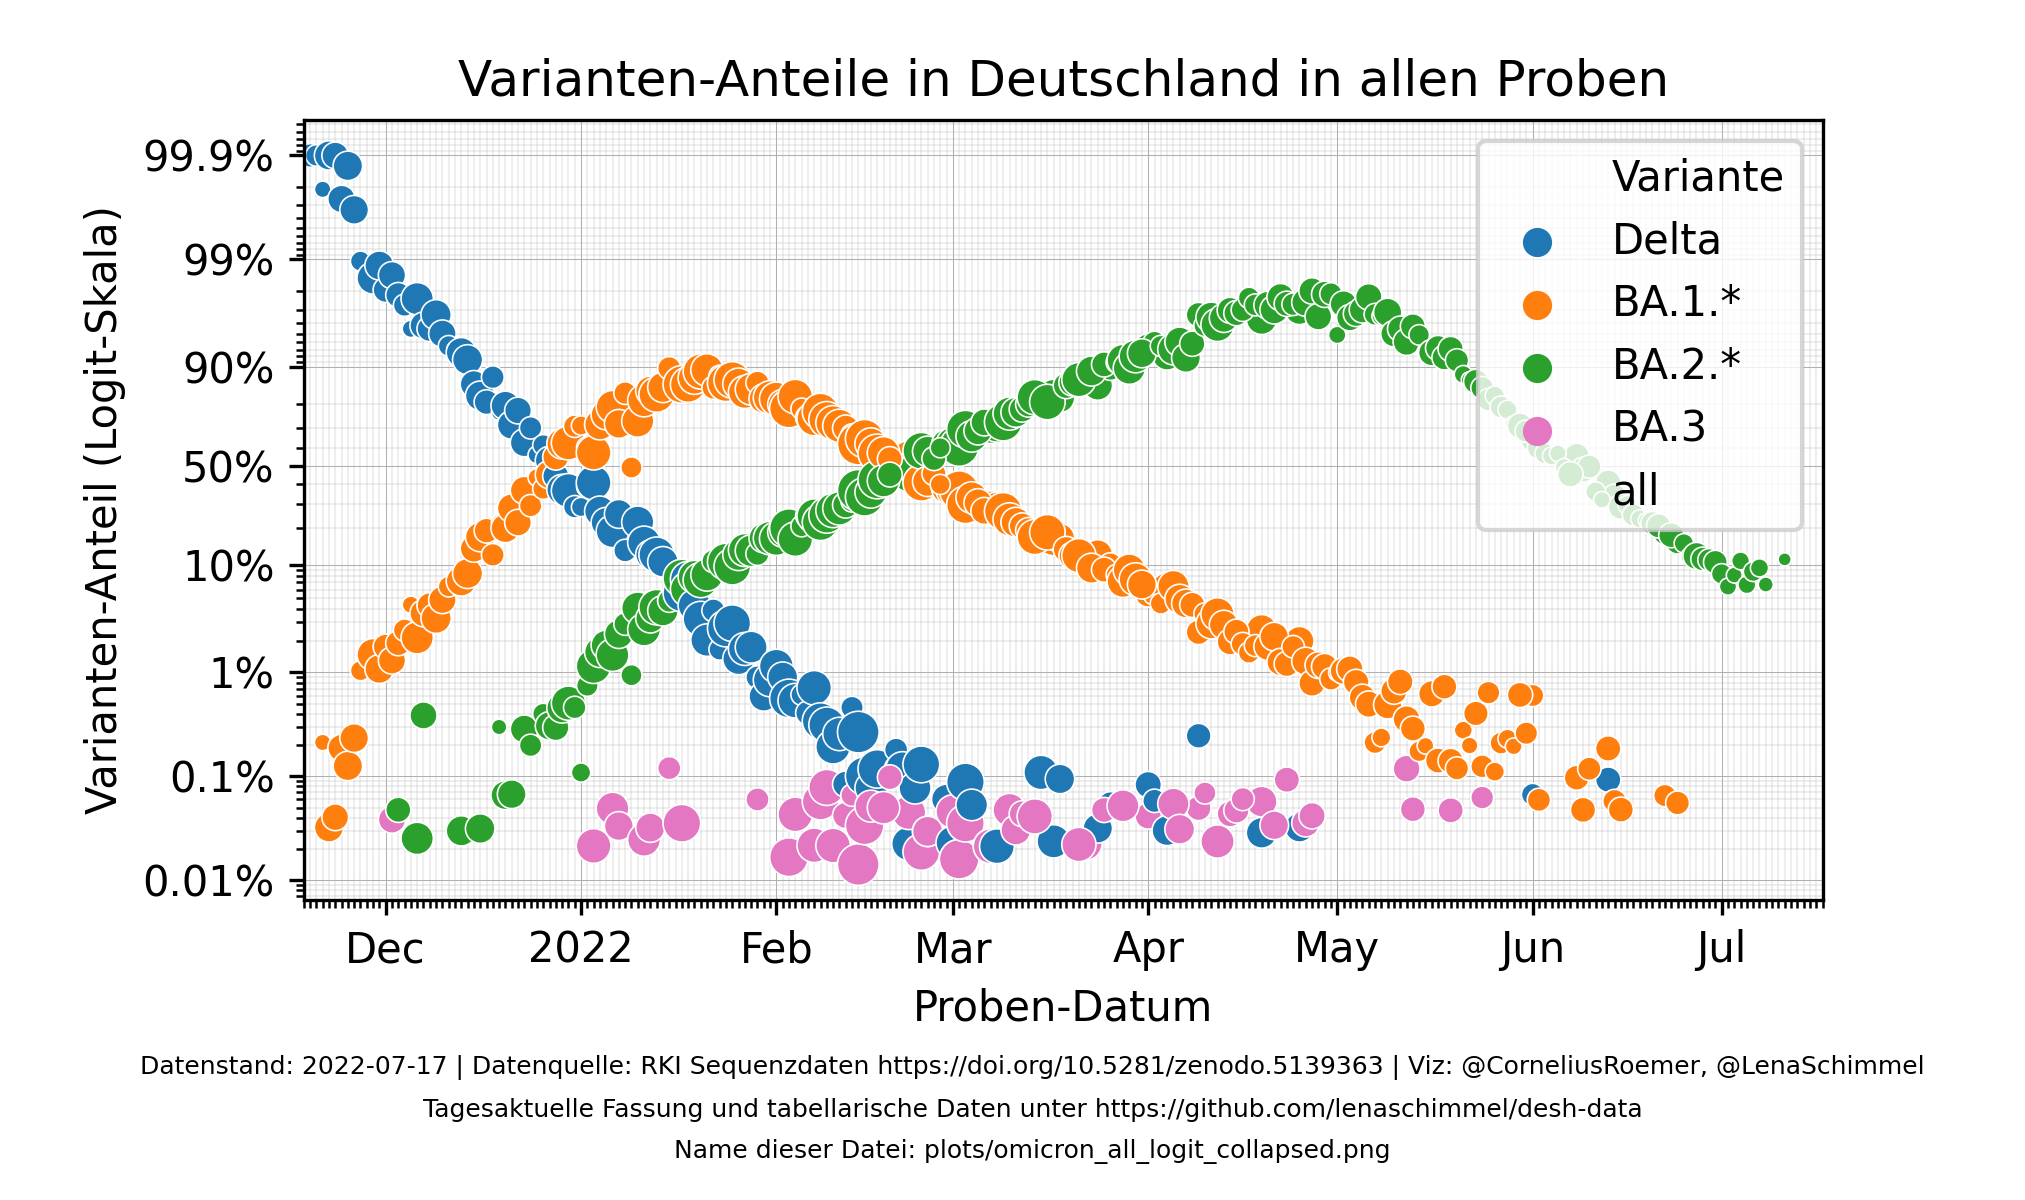 Varianten-Anteile in Deutschland in allen Proben
Varianten-Anteil (Logit-Skala)
99.9%
99%
90%
50%
10%
1%
0.1%
0.01%
Variante
Delta
BA.1.*
BA.2.*
BA.3
all
Dec 2022 Feb Mar Apr May Jun Jul
Proben-Datum
Datenstand: 2022-07-17 | Datenquelle: RKI Sequenzdaten https://doi.org/10.5281/zenodo.5139363 | Viz: @CorneliusRoemer, @LenaSchimmel
Tagesaktuelle Fassung und tabellarische Daten unter https://github.com/lenaschimmel/desh-data
Name dieser Datei: plots/omicron_all_logit_collapsed.png